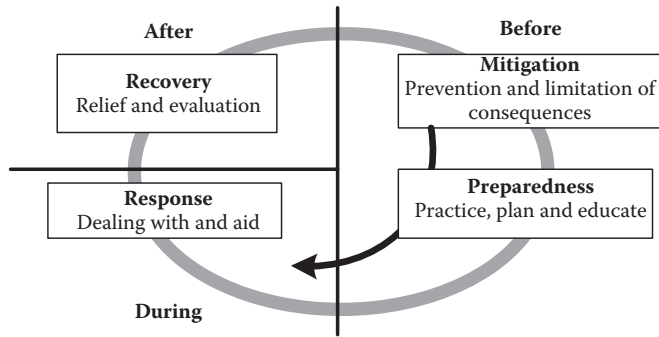 After
Before
Recovery
Relief and evaluation
Mitigation
Prevention and limitation of
consequences
Response
Dealing with and aid
Preparedness
Practice, plan and educate
During